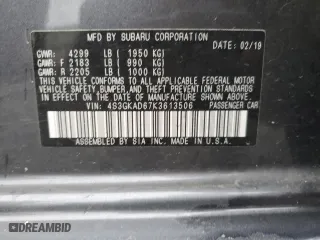 MFD BY SUBARU CORPORATION
GVWR: 4299 LB ( 1950 KG) DATE: 02/19
GAWR: F 2183 LB ( 990 KG)
GAWR: R 2205 LB ( 1000 KG)
THIS VEHICLE CONFORMS TO ALL APPLICABLE
FEDERAL MOTOR VEHICLE
SAFETY, BUMPER, AND THEFT PREVENTION STANDARDS
IN EFFECT ON THE DATE OF MANUFACTURE
SHOWN ABOVE.
VIN: 4S3GKAD67K3613506 PASSENGER CAR
ASSEMBLED BY SIA INC. MADE IN U.S.A.
DREAMBID